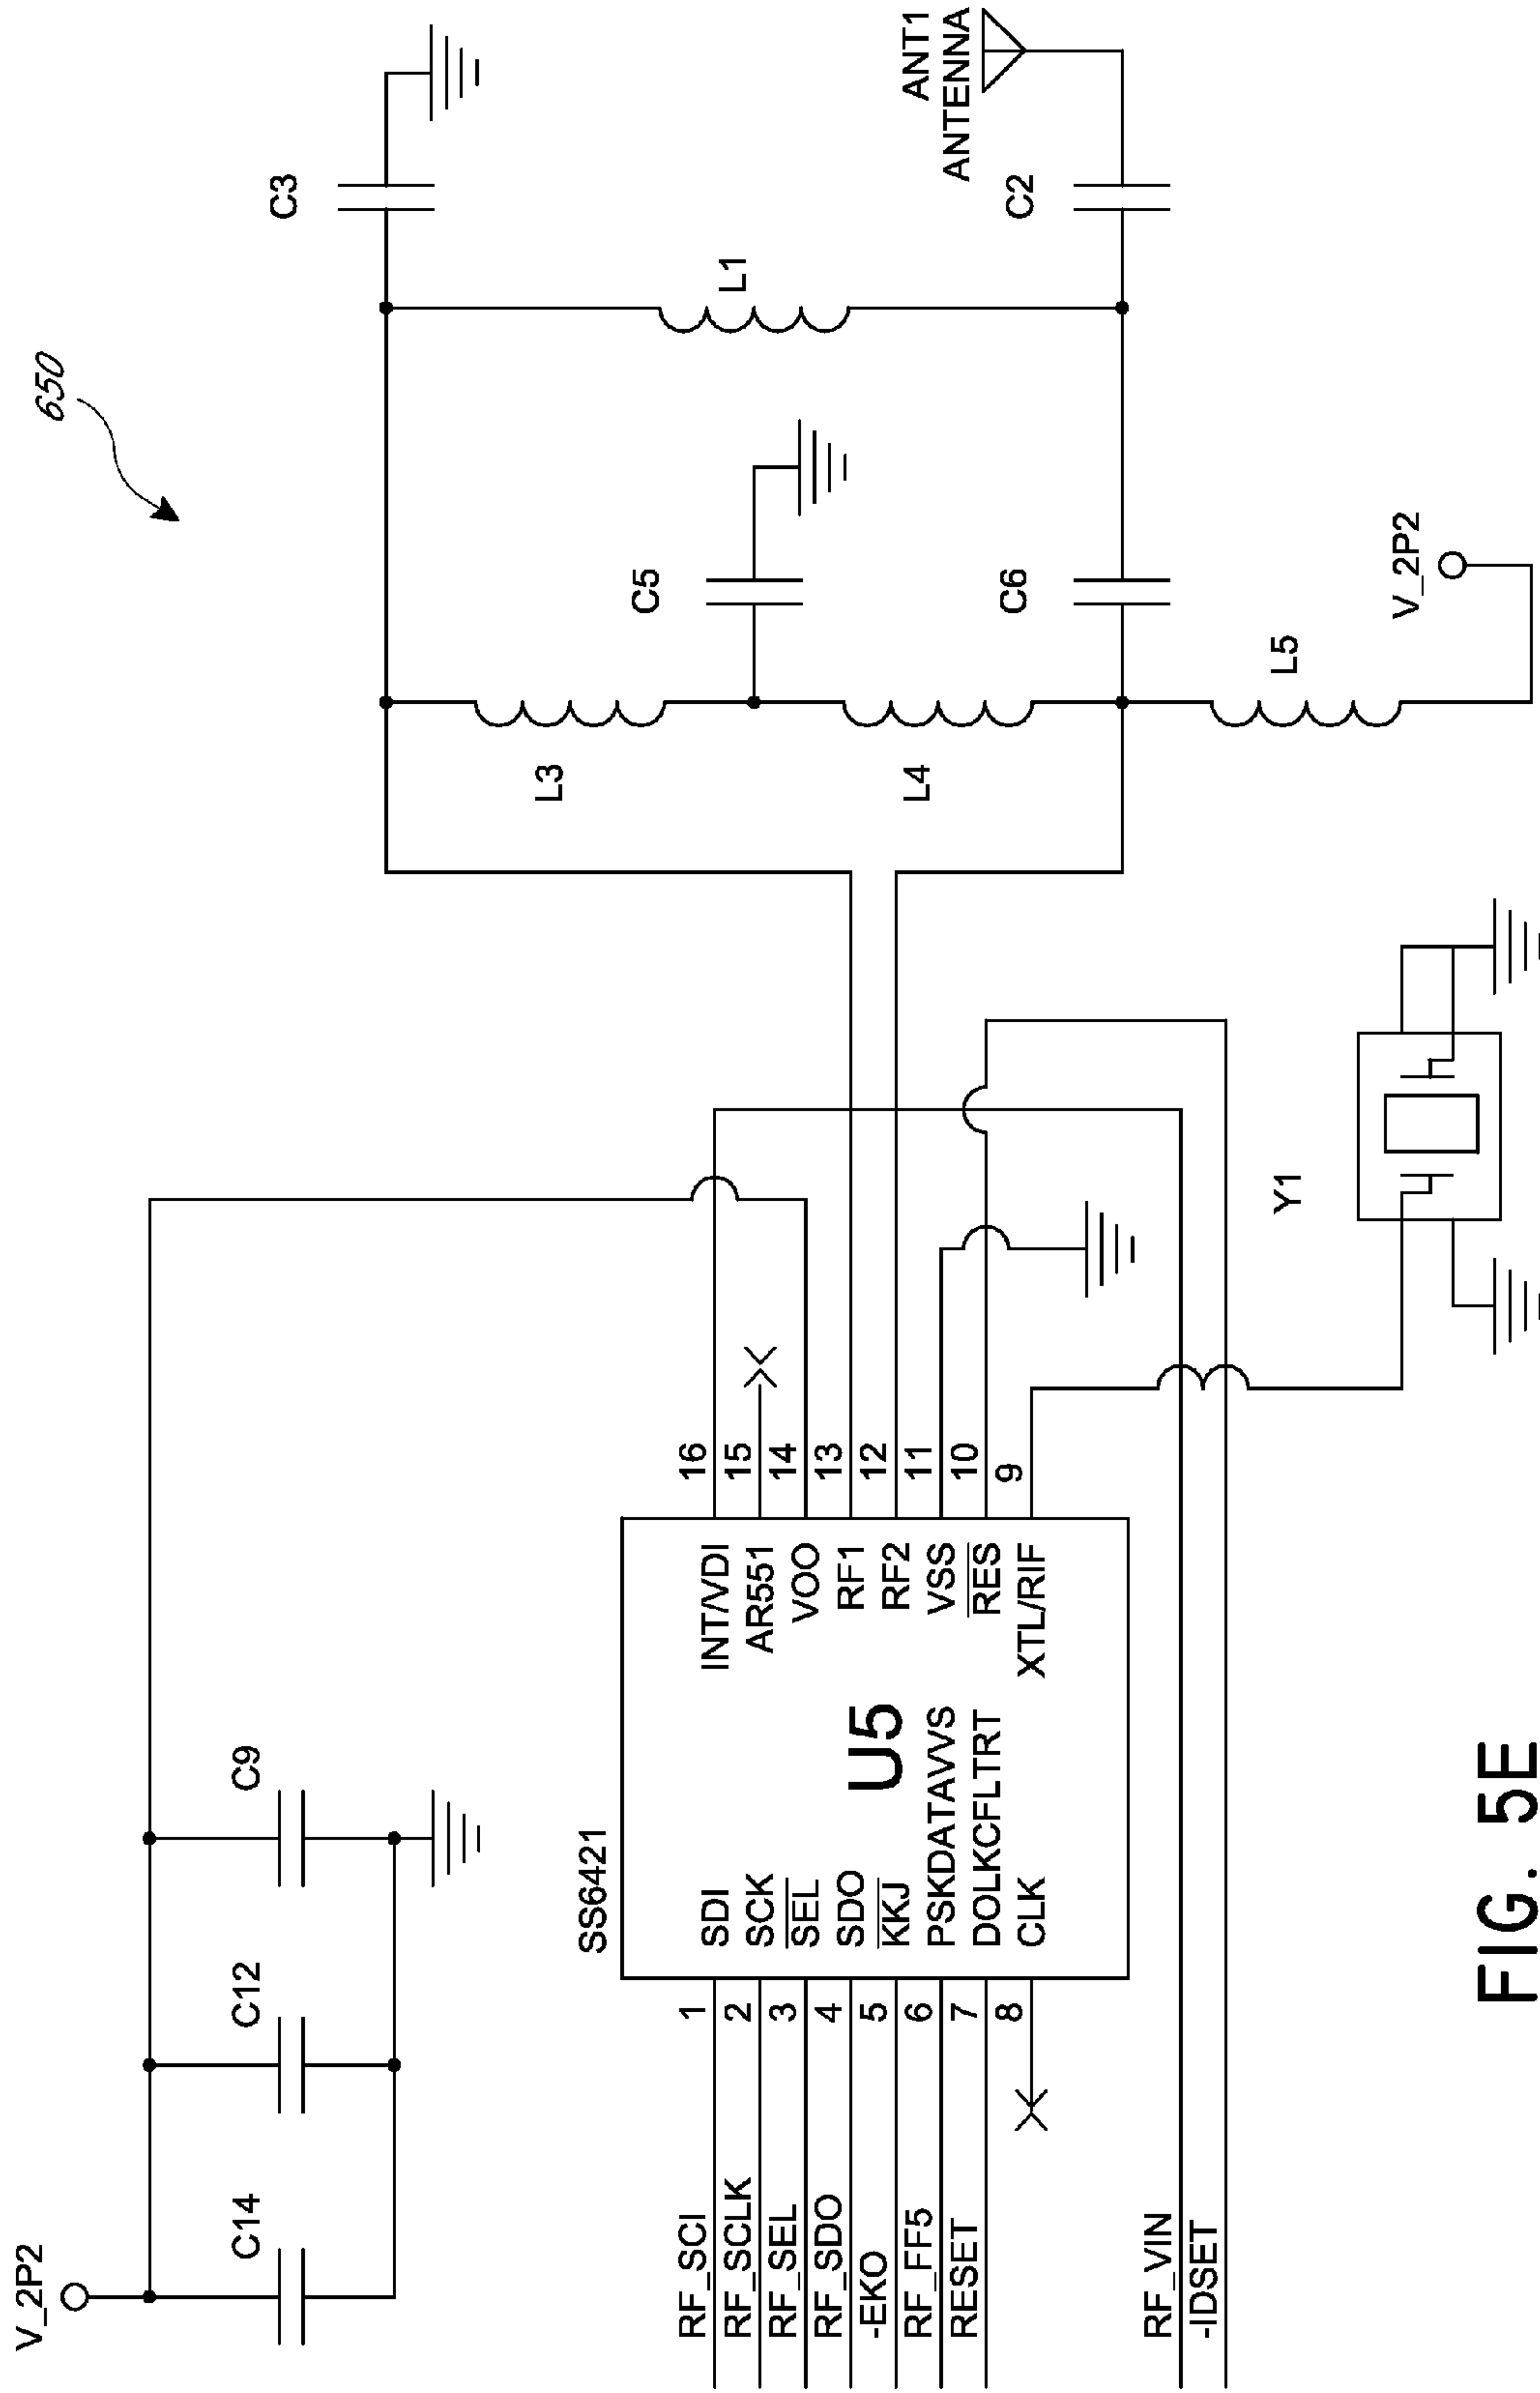 650
V_2P2
C14
C12
C9
C3
L1
ANT1
ANTENNA
C2
C5
C6
L3
L4
L5
V_2P2
SS6421
U5
RF_SCI
RF_SCLK
RF_SEL
RF_SDO
-EKO
RF_FF5
RESET
RF_VIN
-IDSET
1
2
3
4
5
6
7
8
SDI
SCK
SEL
SDO
KKJ
PSKDATAVVS
DOLKCFLTRT
CLK
INT/VDI
AR551
VOO
RF1
RF2
VSS
RES
XTL/RIF
16
15
14
13
12
11
10
9
Y1
FIG. 5E